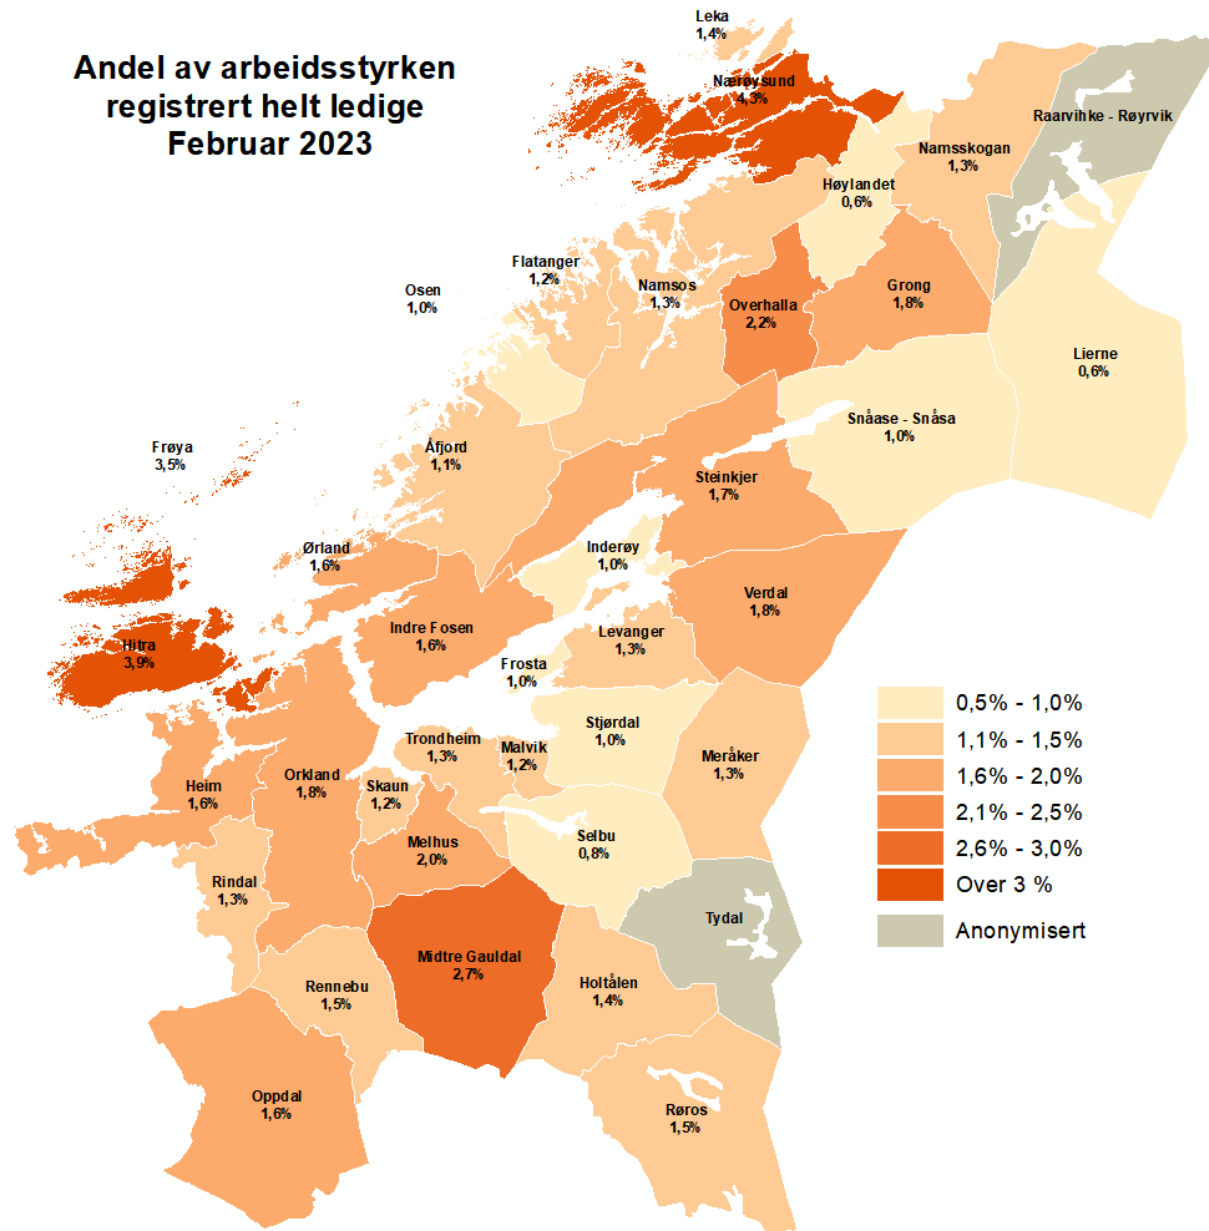 Andel av arbeidsstyrken
registrert helt ledige
Februar 2023
Leka
1,4%
Nærøysund
4,3%
Raarvihke - Røyrvik
Namsskogan
1,3%
Høylandet
0,6%
Flatanger
1,2%
Osen
1,0%
Namsos
1,3%
Overhalla
2,2%
Grong
1,8%
Lierne
0,6%
Snåase - Snåsa
1,0%
Frøya
3,5%
Åfjord
1,1%
Steinkjer
1,7%
Ørland
1,6%
Inderøy
1,0%
Verdal
1,8%
Indre Fosen
1,6%
Levanger
1,3%
Hitra
3,9%
Frosta
1,0%
Stjørdal
1,0%
Trondheim
1,3%
Malvik
1,2%
Meråker
1,3%
Heim
1,6%
Orkland
1,8%
Skaun
1,2%
Melhus
2,0%
Selbu
0,8%
Rindal
1,3%
Tydal
Midtre Gauldal
2,7%
Rennebu
1,5%
Holtålen
1,4%
Oppdal
1,6%
Røros
1,5%
0,5% - 1,0%
1,1% - 1,5%
1,6% - 2,0%
2,1% - 2,5%
2,6% - 3,0%
Over 3 %
Anonymisert